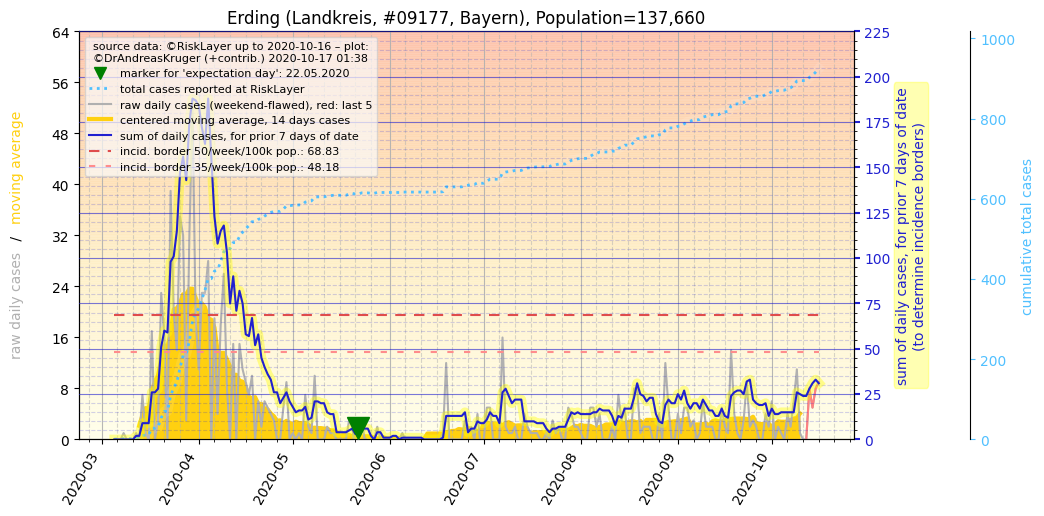 Erding (Landkreis, #09177, Bayern), Population=137,660
source data: ©RiskLayer up to 2020-10-16 – plot:
©DrAndreasKruger (+contrib.) 2020-10-17 01:38
marker for 'expectation day': 22.05.2020
total cases reported at RiskLayer
raw daily cases (weekend-flawed), red: last 5
centered moving average, 14 days cases
sum of daily cases, for prior 7 days of date
incid. border 50/week/100k pop.: 68.83
incid. border 35/week/100k pop.: 48.18
raw daily cases / moving average
64
56
48
40
32
24
16
8
0
2020-03
2020-04
2020-05
2020-06
2020-07
2020-08
2020-09
2020-10
225
200
175
150
125
100
75
50
25
0
sum of daily cases, for prior 7 days of date
(to determine incidence borders)
1000
800
600
400
200
0
cumulative total cases